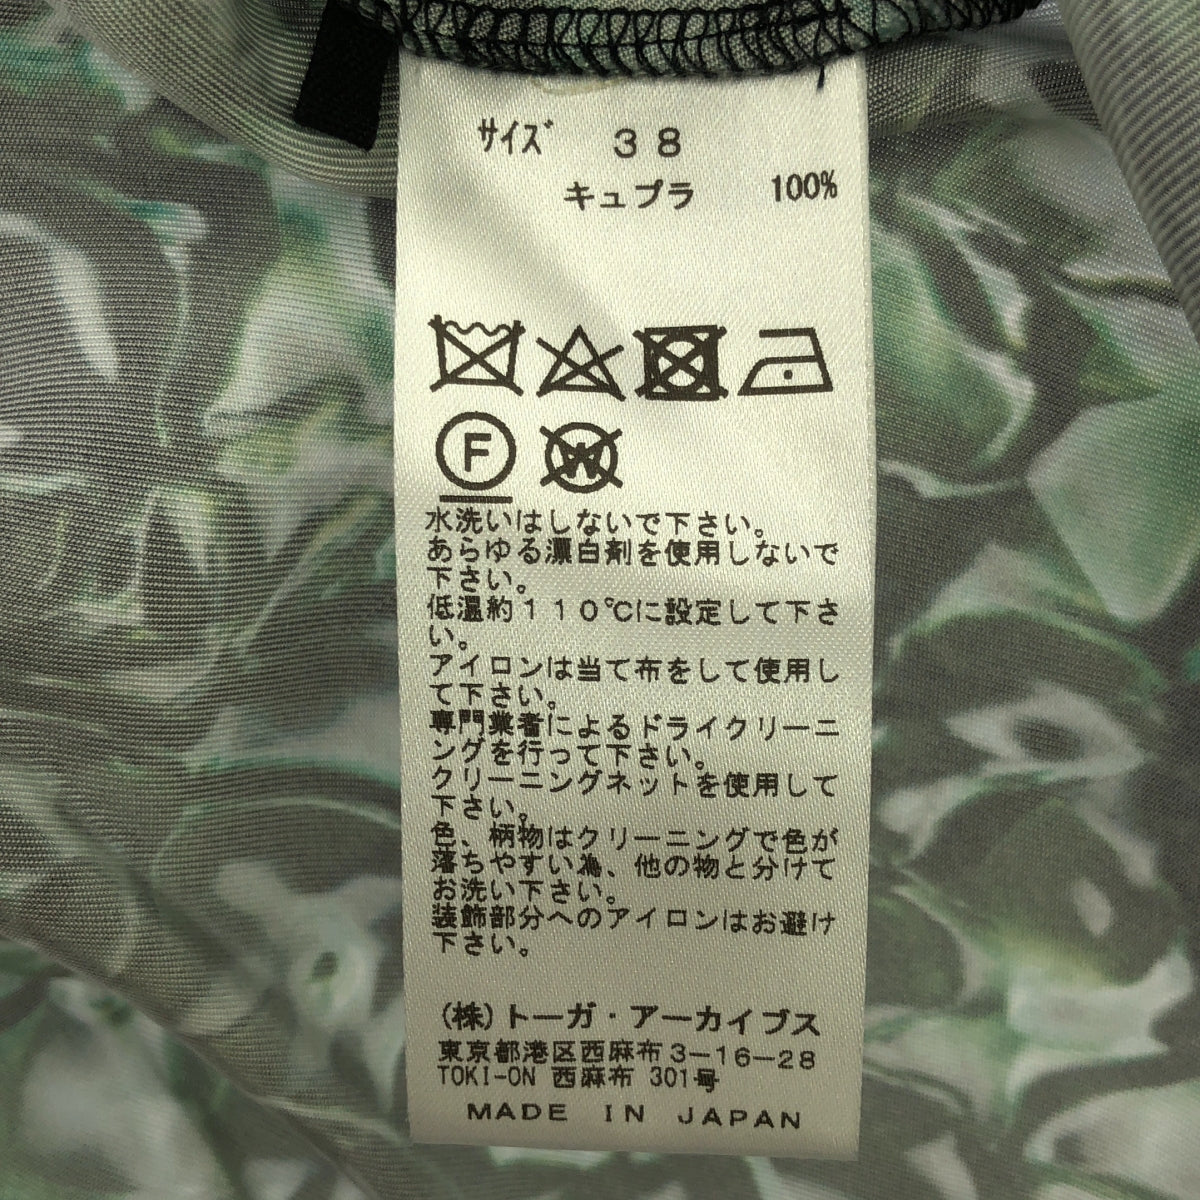 サイズ 38
キュプラ 100%
F W
水洗いはしないで下さい。
あらゆる漂白剤を使用しないで
下さい。
低温約110℃に設定して下さ
い。
アイロンは当て布をして使用し
て下さい。
専門業者によるドライクリーニ
ングを行って下さい。
クリーニングネットを使用して
下さい。
色、柄物はクリーニングで色が
落ちやすい為、他の物と分けて
お洗い下さい。
装飾部分へのアイロンはお避け
下さい。
(株)トーガ・アーカイブス
東京都港区西麻布3-16-28
TOKI-ON 西麻布 301号
MADE IN JAPAN